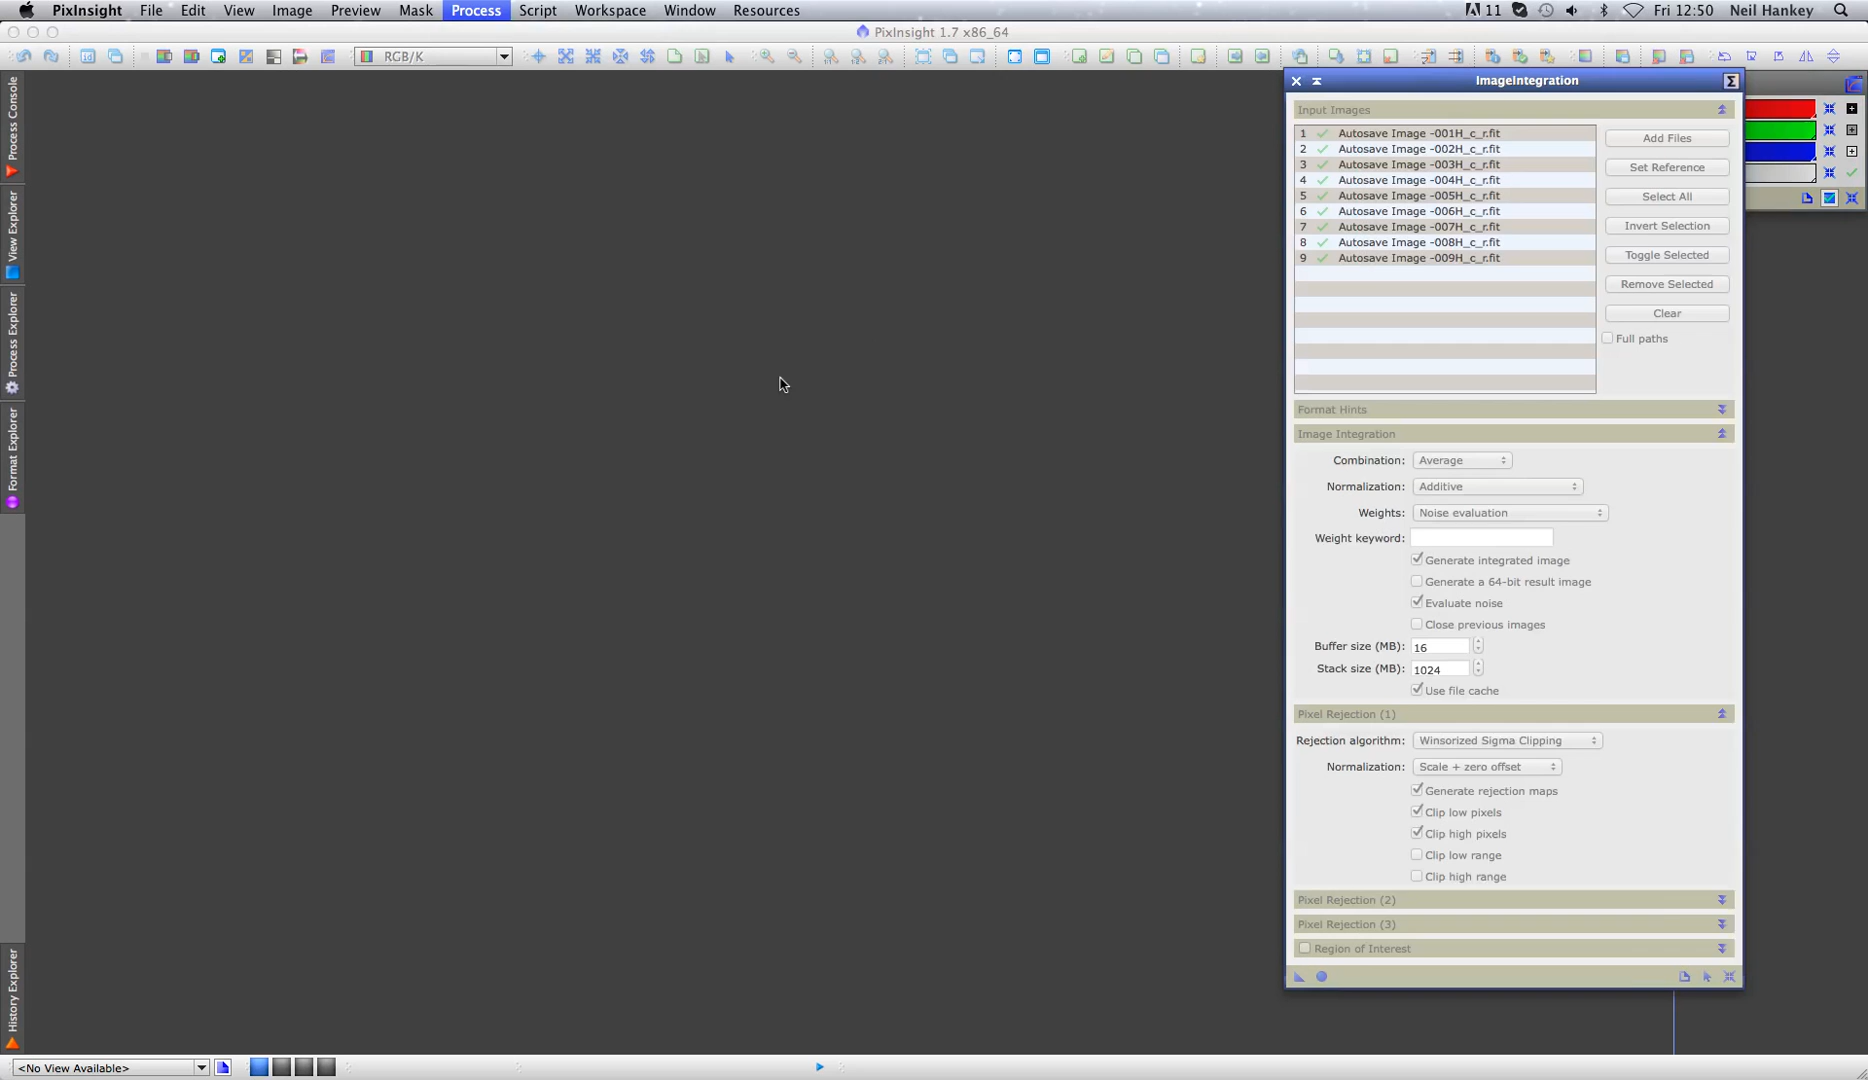 PixInsight File Edit View Image Preview Mask Process Script Workspace Window Resources 11 Fri 12:50 Neil Hankey
PixInsight 1.7 x86_64
RGB/K
Process Console
View Explorer
Process Explorer
Format Explorer
History Explorer
ImageIntegration
Input Images
1 Autosave Image -001H_c_r.fit
2 Autosave Image -002H_c_r.fit
3 Autosave Image -003H_c_r.fit
4 Autosave Image -004H_c_r.fit
5 Autosave Image -005H_c_r.fit
6 Autosave Image -006H_c_r.fit
7 Autosave Image -007H_c_r.fit
8 Autosave Image -008H_c_r.fit
9 Autosave Image -009H_c_r.fit
Add Files
Set Reference
Select All
Invert Selection
Toggle Selected
Remove Selected
Clear
Full paths
Format Hints
Image Integration
Combination: Average
Normalization: Additive
Weights: Noise evaluation
Weight keyword:
Generate integrated image
Generate a 64-bit result image
Evaluate noise
Close previous images
Buffer size (MB): 16
Stack size (MB): 1024
Use file cache
Pixel Rejection (1)
Rejection algorithm: Winsorized Sigma Clipping
Normalization: Scale + zero offset
Generate rejection maps
Clip low pixels
Clip high pixels
Clip low range
Clip high range
Pixel Rejection (2)
Pixel Rejection (3)
Region of Interest
<No View Available>